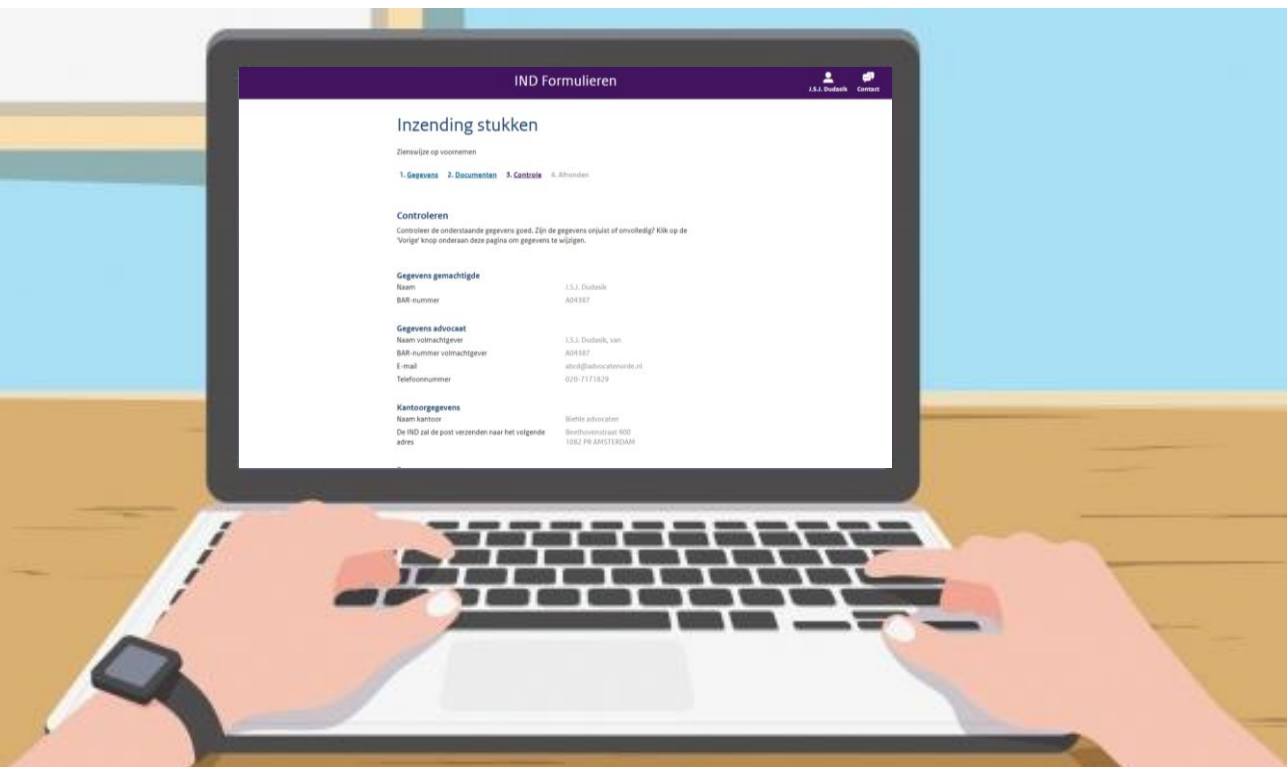 IND Formulieren
J.S.J. Dudasik Contact
Inzending stukken
Zienswijze op voornemen
1. Gegevens 2. Documenten 3. Controle 4. Afronden
Controleren
Controleer de onderstaande gegevens goed. Zijn de gegevens onjuist of onvolledig? Klik op de
'Vorige' knop onderaan deze pagina om gegevens te wijzigen.
Gegevens gemachtigde
Naam J.S.J. Dudasik
BAR-nummer A04387
Gegevens advocaat
Naam volmachtgever J.S.J. Dudasik, van
BAR-nummer volmachtgever A04387
E-mail abcd@advocatenorde.nl
Telefoonnummer 020-7171829
Kantoorgegevens
Naam kantoor Biehle advocaten
De IND zal de post verzenden naar het volgende Beethovenstraat 600
adres 1082 PR AMSTERDAM